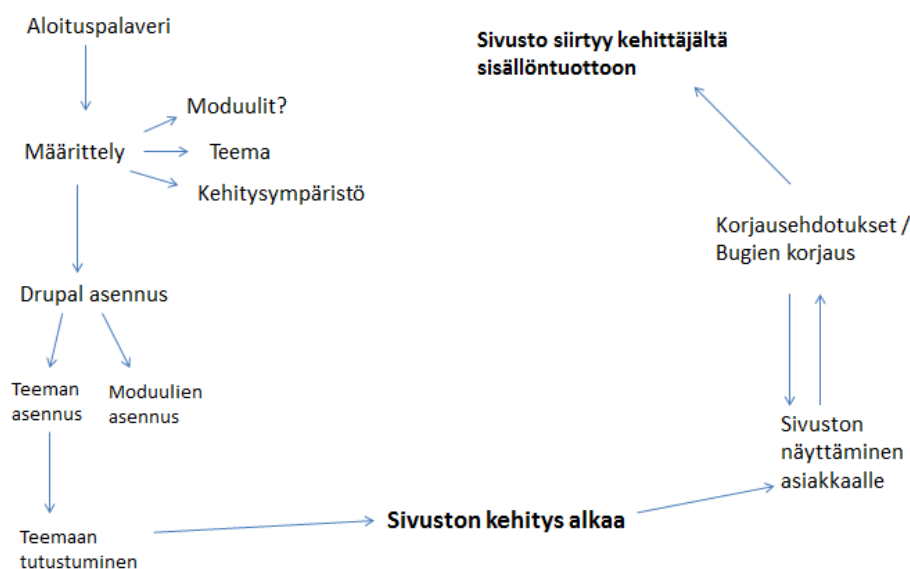 Aloituspalaveri
Määrittely
Moduulit?
Teema
Kehitysympäristö
Drupal asennus
Teeman
asennus
Moduulien
asennus
Teemaan
tutustuminen
Sivuston kehitys alkaa
Sivuston
näyttäminen
asiakkaalle
Korjausehdotukset /
Bugien korjaus
Sivusto siirtyy kehittäjältä
sisällöntuottoon